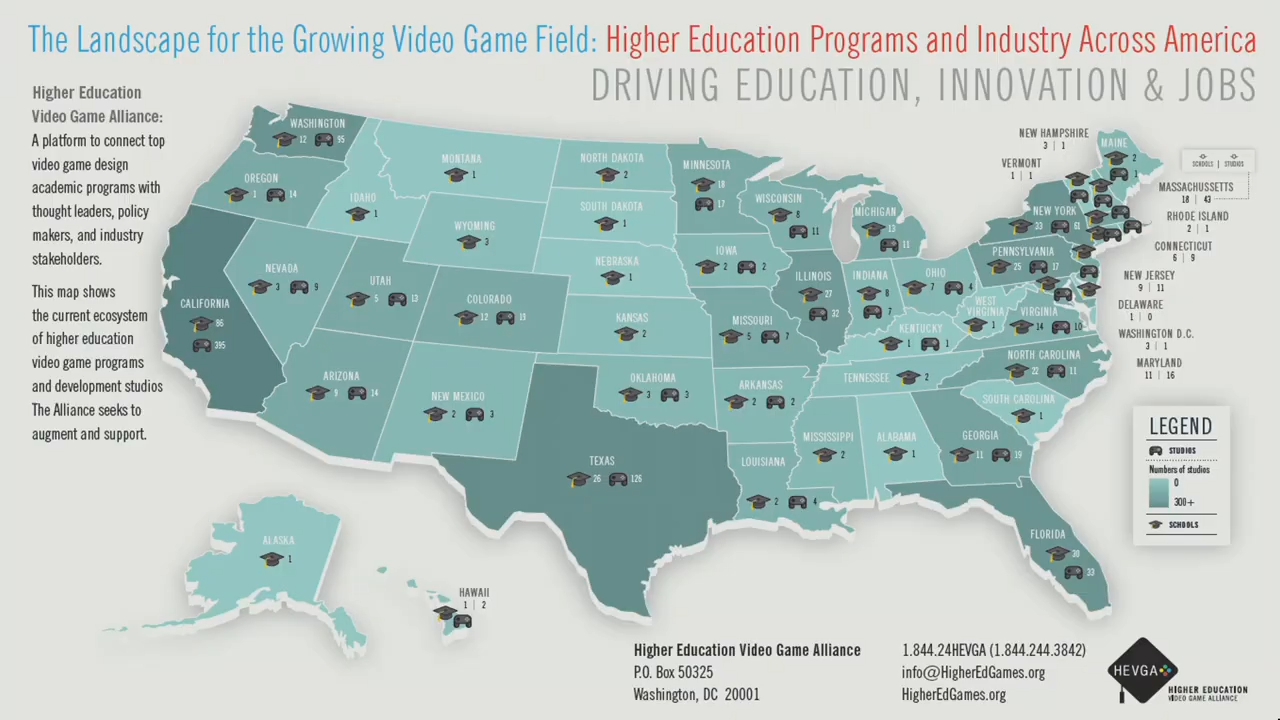 The Landscape for the Growing Video Game Field: Higher Education Programs and Industry Across America
DRIVING EDUCATION, INNOVATION & JOBS
Higher Education
Video Game Alliance:
A platform to connect top
video game design
academic programs with
thought leaders, policy
makers, and industry
stakeholders.
This map shows
the current ecosystem
of higher education
video game programs
and development studios
The Alliance seeks to
augment and support.
WASHINGTON
12 95
OREGON
1 14
CALIFORNIA
86
395
NEVADA
3 9
IDAHO
1
MONTANA
1
WYOMING
3
UTAH
5 13
COLORADO
12 19
ARIZONA
9 14
NEW MEXICO
2 3
NORTH DAKOTA
2
SOUTH DAKOTA
1
NEBRASKA
1
KANSAS
2
OKLAHOMA
3 3
TEXAS
26 126
MINNESOTA
18
17
IOWA
2 2
MISSOURI
5 7
ARKANSAS
2 2
LOUISIANA
2 4
WISCONSIN
8
11
ILLINOIS
27
32
MICHIGAN
13
11
INDIANA
8
7
OHIO
7 4
KENTUCKY
1 1
TENNESSEE
2
MISSISSIPPI
2
ALABAMA
1
GEORGIA
11 19
FLORIDA
30
33
SOUTH CAROLINA
1
NORTH CAROLINA
22 11
VIRGINIA
14 10
WEST
VIRGINIA
1
PENNSYLVANIA
25 17
NEW YORK
33 61
MAINE
2
1
NEW HAMPSHIRE
3 | 1
VERMONT
1 | 1
SCHOOLS | STUDIOS
MASSACHUSETTS
18 | 43
RHODE ISLAND
2 | 1
CONNECTICUT
6 | 9
NEW JERSEY
9 | 11
DELAWARE
1 | 0
WASHINGTON D.C.
3 | 1
MARYLAND
11 | 16
ALASKA
1
HAWAII
1 | 2
LEGEND
STUDIOS
Numbers of studios
0
300+
SCHOOLS
Higher Education Video Game Alliance
P.O. Box 50325
Washington, DC 20001
1.844.24HEVGA (1.844.244.3842)
info@HigherEdGames.org
HigherEdGames.org
HEVGA
HIGHER EDUCATION
VIDEO GAME ALLIANCE